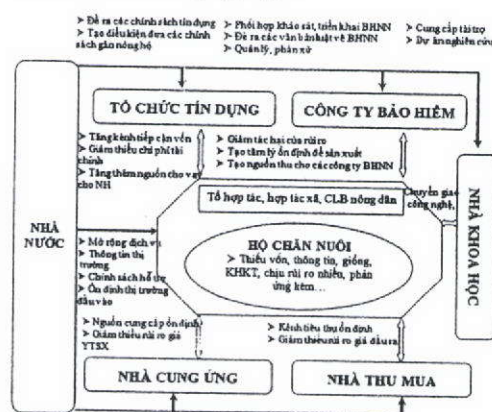 ➤ Đề ra các chính sách tín dụng
➤ Tạo điều kiện đưa các chính
sách gắn nông hộ
➤ Phối hợp khảo sát, triển khai BHNN
➤ Đề ra các văn bản luật về BHNN
➤ Quản lý, phán xử
➤ Cung cấp tài trợ
➤ Dự án nghiên cứu
TỔ CHỨC TÍN DỤNG
CÔNG TY BẢO HIỂM
➤ Tăng kênh tiếp cận vốn
➤ Giảm thiểu chi phí tài
chính
➤ Tăng thêm nguồn cho vay
cho NH
➤ Giảm tác hại của rủi ro
➤ Tạo tâm lý ổn định để sản xuất
➤ Tạo nguồn thu cho các công ty BHNN
Tổ hợp tác, hợp tác xã, CLB nông dân
Chuyển giao
công nghệ,
NHÀ
NƯỚC
NHÀ KHOA HỌC
HỘ CHĂN NUÔI
➤ Thiếu vốn, thông tin, giống,
KHKT, chịu rủi ro nhiều, phản
ứng kém...
➤ Mở rộng dịch vụ
➤ Thông tin thị
trường
➤ Chính sách hỗ trợ
➤ Ổn định thị trường
đầu vào
➤ Nguồn cung cấp ổn định
➤ Giảm thiểu rủi ro giá
YTSX
➤ Kênh tiêu thụ ổn định
➤ Giảm thiểu rủi ro giá đầu ra
NHÀ CUNG ỨNG
NHÀ THU MUA